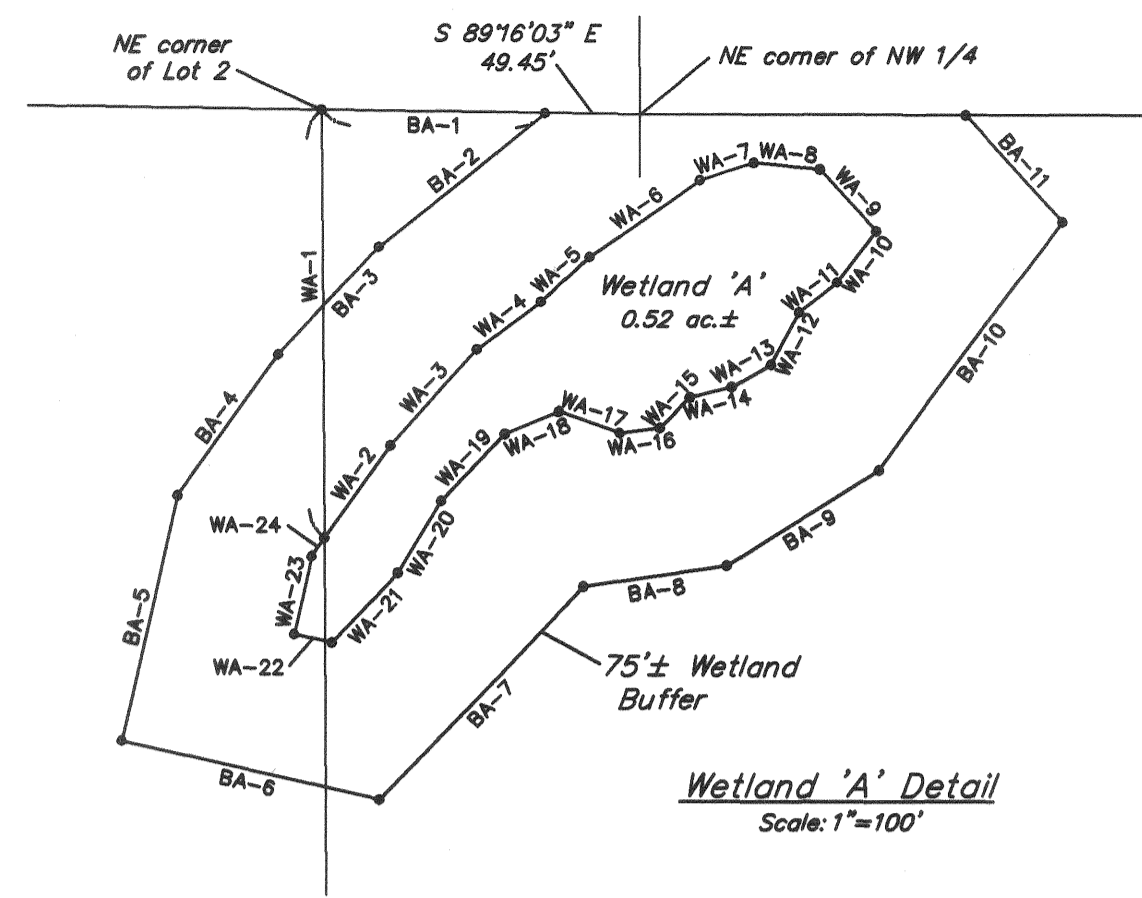 NE corner
of Lot 2
S 89°16'03" E
49.45'
NE corner of NW 1/4
BA-1
BA-2
BA-3
BA-4
BA-5
BA-6
BA-7
BA-8
BA-9
BA-10
BA-11
WA-1
WA-2
WA-3
WA-4
WA-5
WA-6
WA-7
WA-8
WA-9
WA-10
WA-11
WA-12
WA-13
WA-14
WA-15
WA-16
WA-17
WA-18
WA-19
WA-20
WA-21
WA-22
WA-23
WA-24
Wetland 'A'
0.52 ac.±
75'± Wetland
Buffer
Wetland 'A' Detail
Scale: 1"=100'